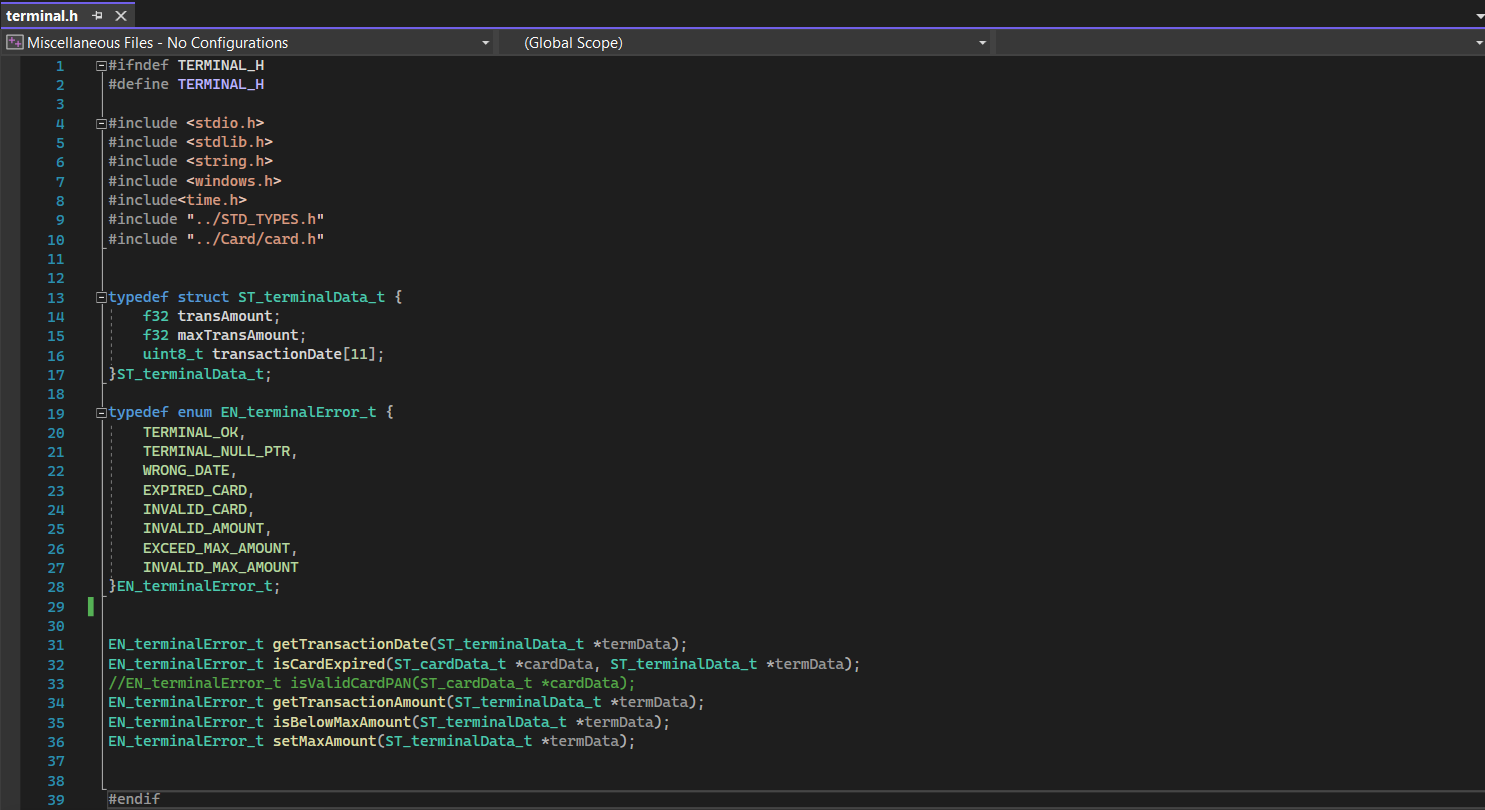 terminal.h
Miscellaneous Files - No Configurations
(Global Scope)
1 #ifndef TERMINAL_H
2 #define TERMINAL_H
3
4 #include <stdio.h>
5 #include <stdlib.h>
6 #include <string.h>
7 #include <windows.h>
8 #include<time.h>
9 #include "../STD_TYPES.h"
10 #include "../Card/card.h"
11
12
13 typedef struct ST_terminalData_t {
14     f32 transAmount;
15     f32 maxTransAmount;
16     uint8_t transactionDate[11];
17 }ST_terminalData_t;
18
19 typedef enum EN_terminalError_t {
20     TERMINAL_OK,
21     TERMINAL_NULL_PTR,
22     WRONG_DATE,
23     EXPIRED_CARD,
24     INVALID_CARD,
25     INVALID_AMOUNT,
26     EXCEED_MAX_AMOUNT,
27     INVALID_MAX_AMOUNT
28 }EN_terminalError_t;
29
30
31 EN_terminalError_t getTransactionDate(ST_terminalData_t *termData);
32 EN_terminalError_t isCardExpired(ST_cardData_t *cardData, ST_terminalData_t *termData);
33 //EN_terminalError_t isValidCardPAN(ST_cardData_t *cardData);
34 EN_terminalError_t getTransactionAmount(ST_terminalData_t *termData);
35 EN_terminalError_t isBelowMaxAmount(ST_terminalData_t *termData);
36 EN_terminalError_t setMaxAmount(ST_terminalData_t *termData);
37
38
39 #endif